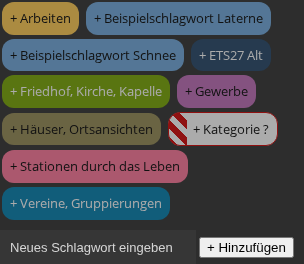 + Arbeiten + Beispielschlagwort Laterne
+ Beispielschlagwort Schnee + ETS27 Alt
+ Friedhof, Kirche, Kapelle + Gewerbe
+ Häuser, Ortsansichten + Kategorie ?
+ Stationen durch das Leben
+ Vereine, Gruppierungen
Neues Schlagwort eingeben + Hinzufügen